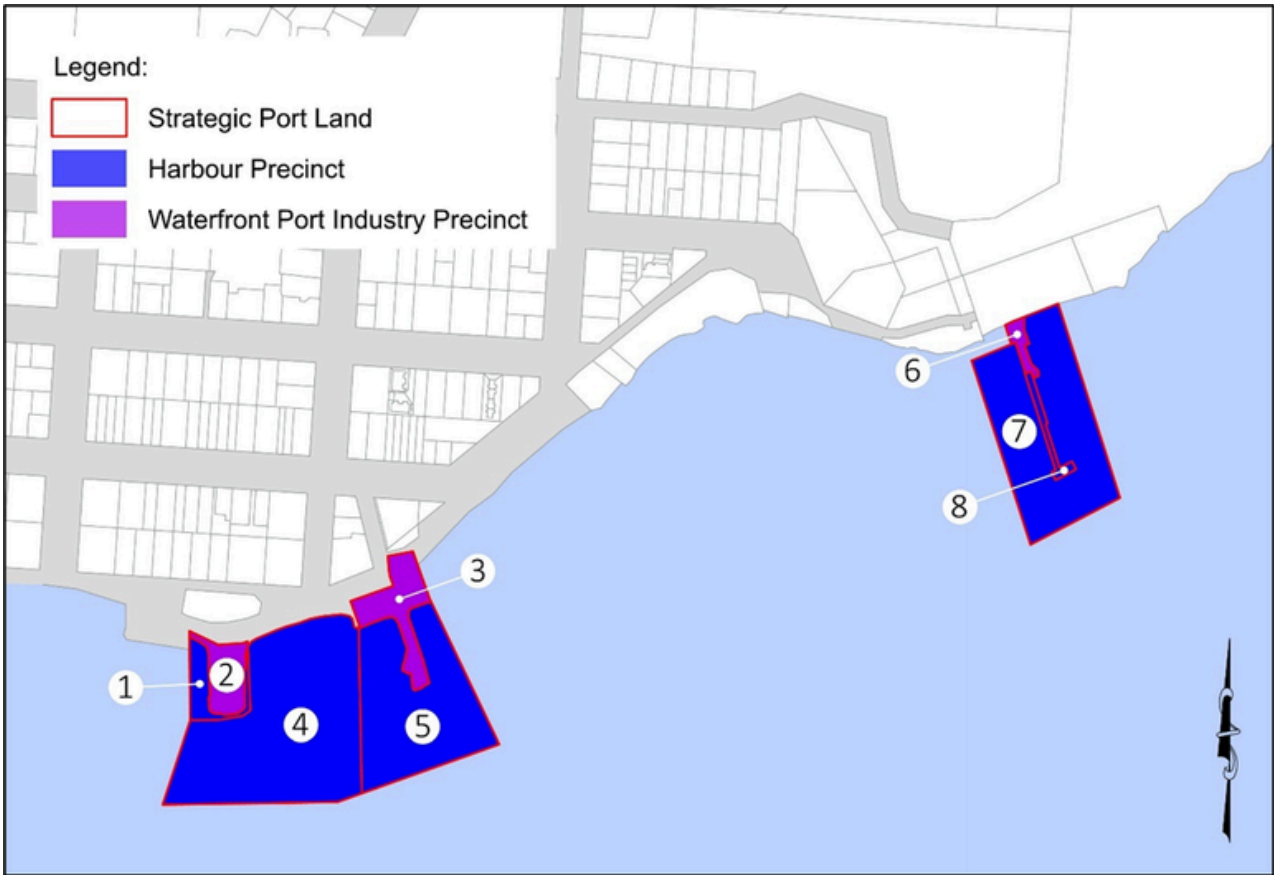 Legend:
Strategic Port Land
Harbour Precinct
Waterfront Port Industry Precinct
6
7
8
3
2
1
4
5